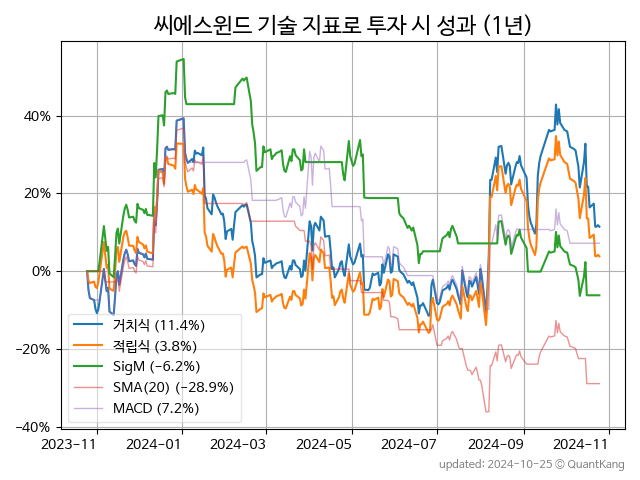 씨에스윈드 기술 지표로 투자 시 성과 (1년)
40%
20%
0%
−20%
−40%
거치식 (11.4%)
적립식 (3.8%)
SigM (−6.2%)
SMA(20) (−28.9%)
MACD (7.2%)
2023-11
2024-01
2024-03
2024-05
2024-07
2024-09
2024-11
updated: 2024-10-25 ⓒ QuantKang